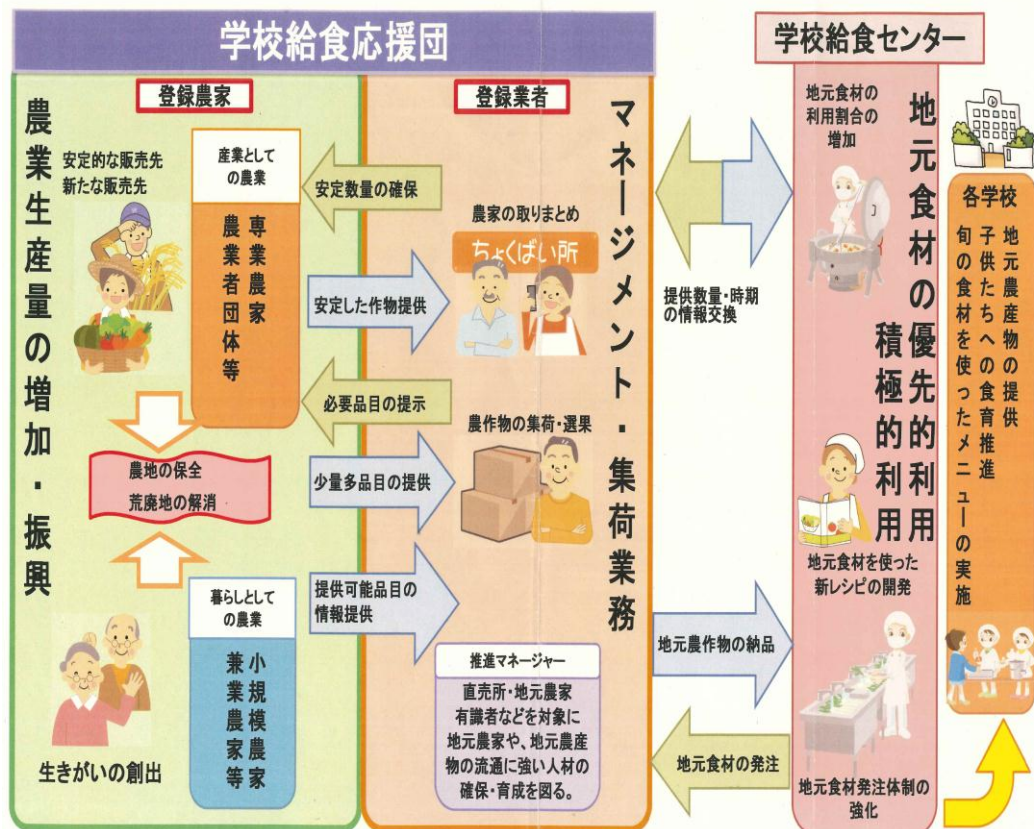 学校給食応援団
登録農家
農業生産量の増加・振興
安定的な販売先
新たな販売先
産業として
の農業
専業農家
農業者団体等
農地の保全
荒廃地の解消
暮らしとして
の農業
小規模農家
兼業農家等
生きがいの創出
安定数量の確保
安定した作物提供
必要品目の提示
少量多品目の提供
提供可能品目の
情報提供
登録業者
マネージメント・集荷業務
農家の取りまとめ
ちょくばい所
農作物の集荷・選果
推進マネージャー
直売所・地元農家
有識者などを対象に
地元農家や、地元農産
物の流通に強い人材の
確保・育成を図る。
提供数量・時期
の情報交換
地元農作物の納品
地元食材の発注
学校給食センター
地元食材の
利用割合の
増加
地元食材の優先的利用
積極的利用
地元食材を使った
新レシピの開発
地元食材発注体制の
強化
各学校
地元農産物の提供
子供たちへの食育推進
旬の食材を使ったメニューの実施